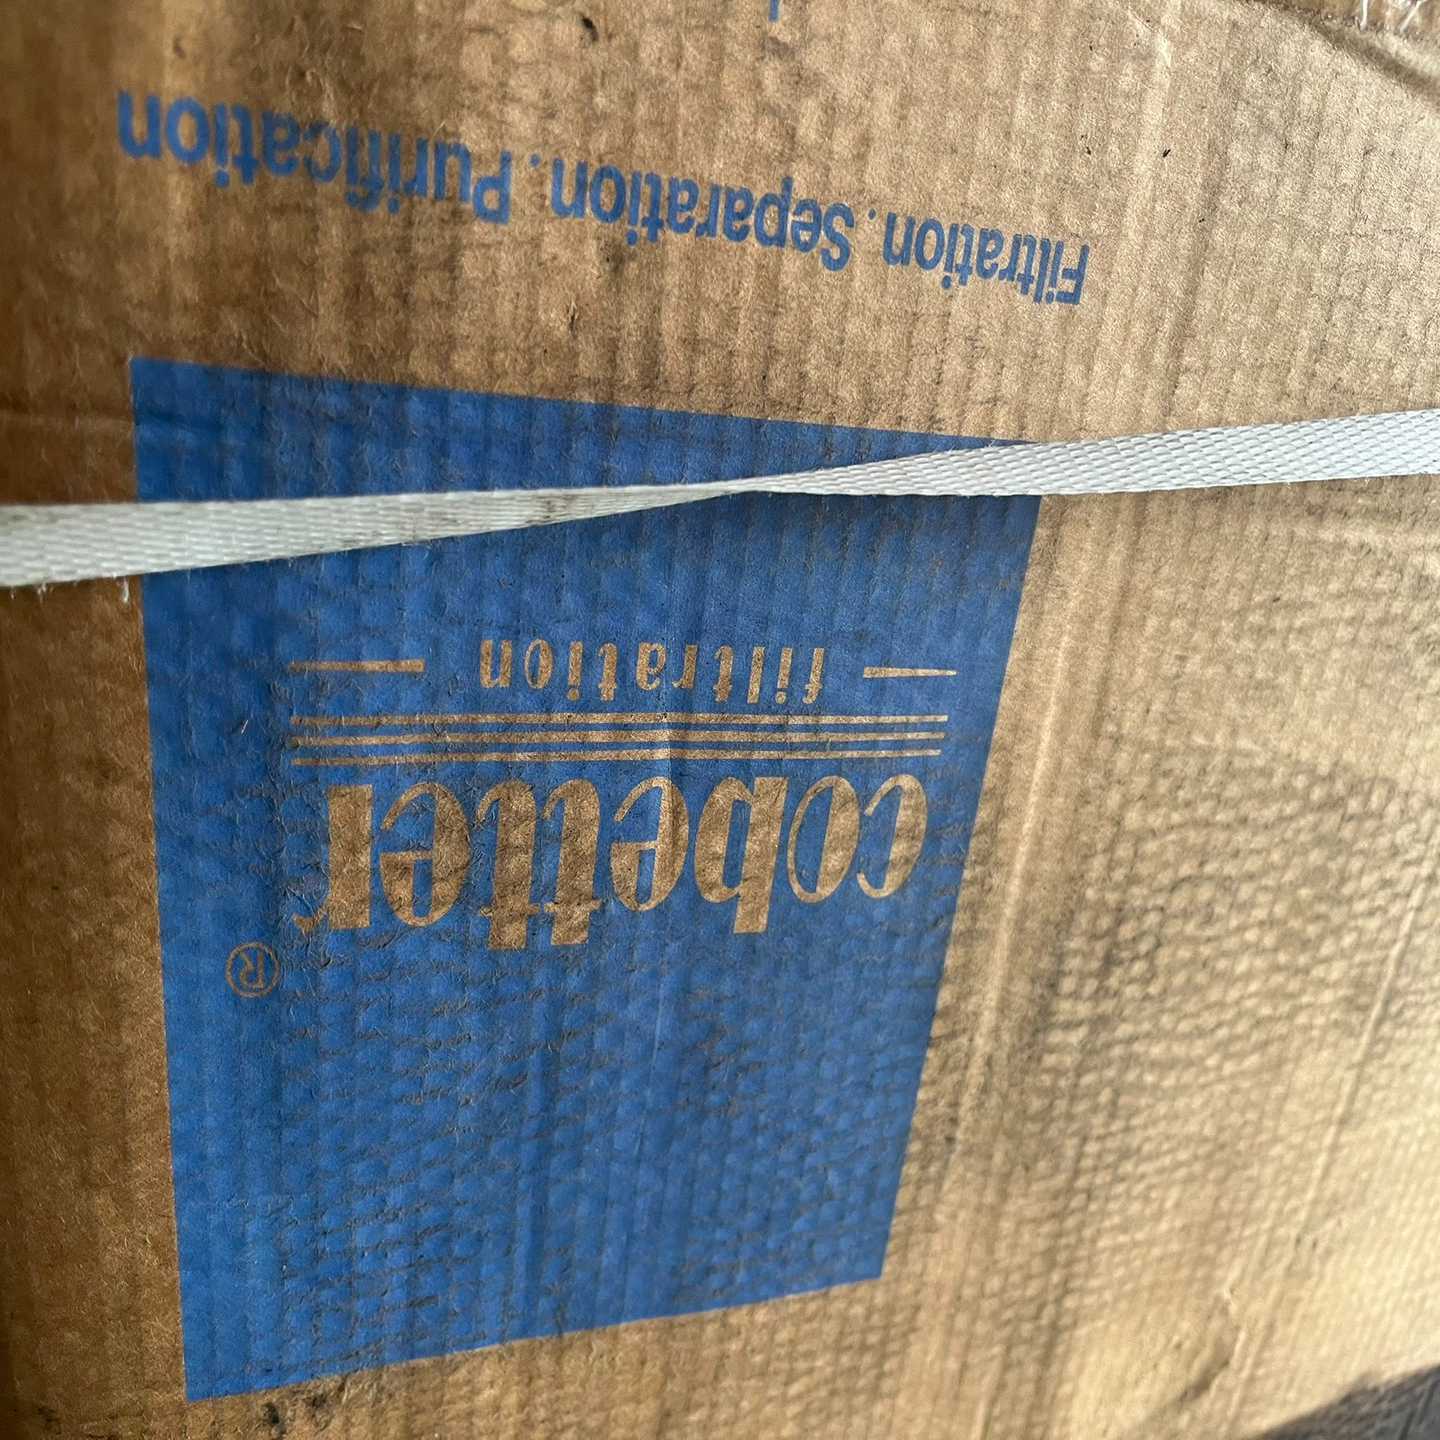 ®
cobetter
filtration
Filtration. Separation. Purification